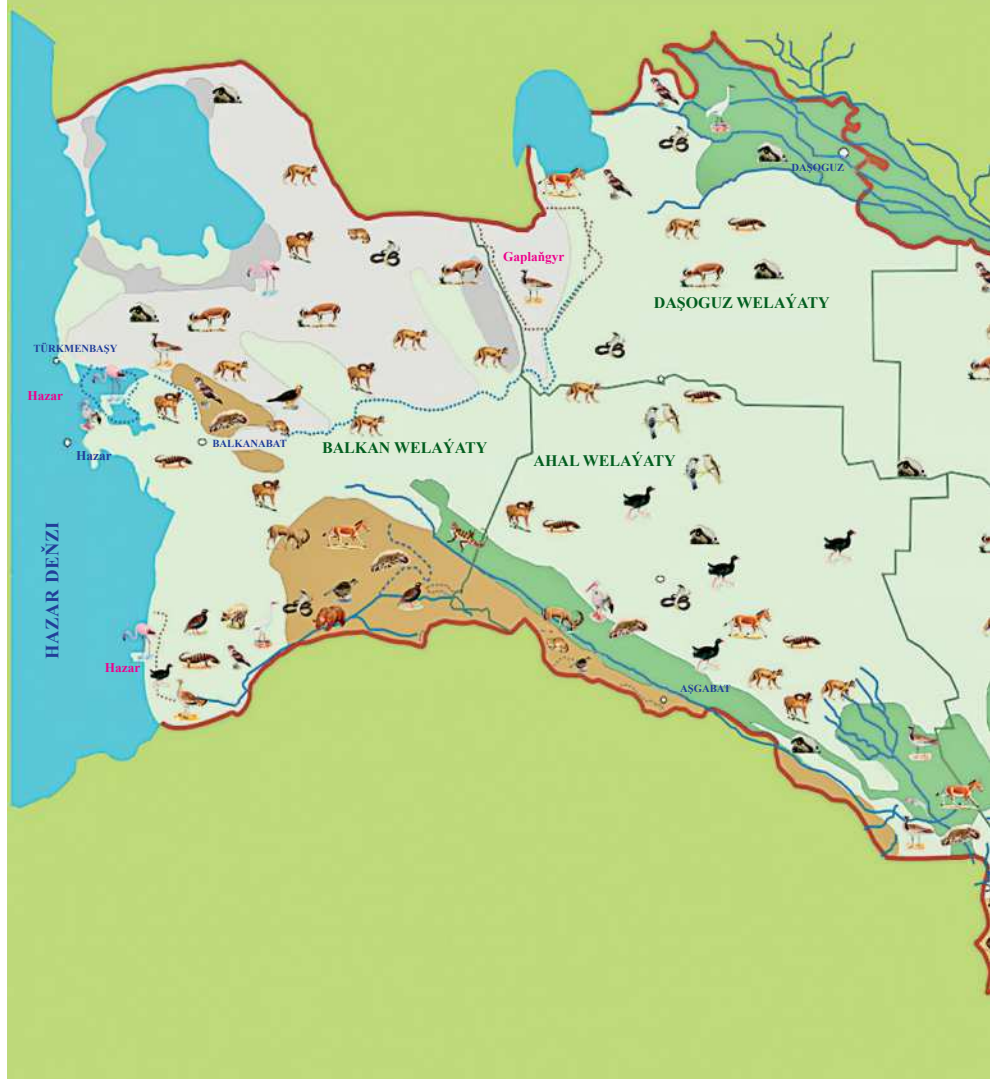 DAŞOGUZ
Gaplaňgyr
DAŞOGUZ WELAÝATY
TÜRKMENBAŞY
Hazar
BALKANABAT
BALKAN WELAÝATY
Hazar
AHAL WELAÝATY
HAZAR DEŇZI
Hazar
AŞGABAT